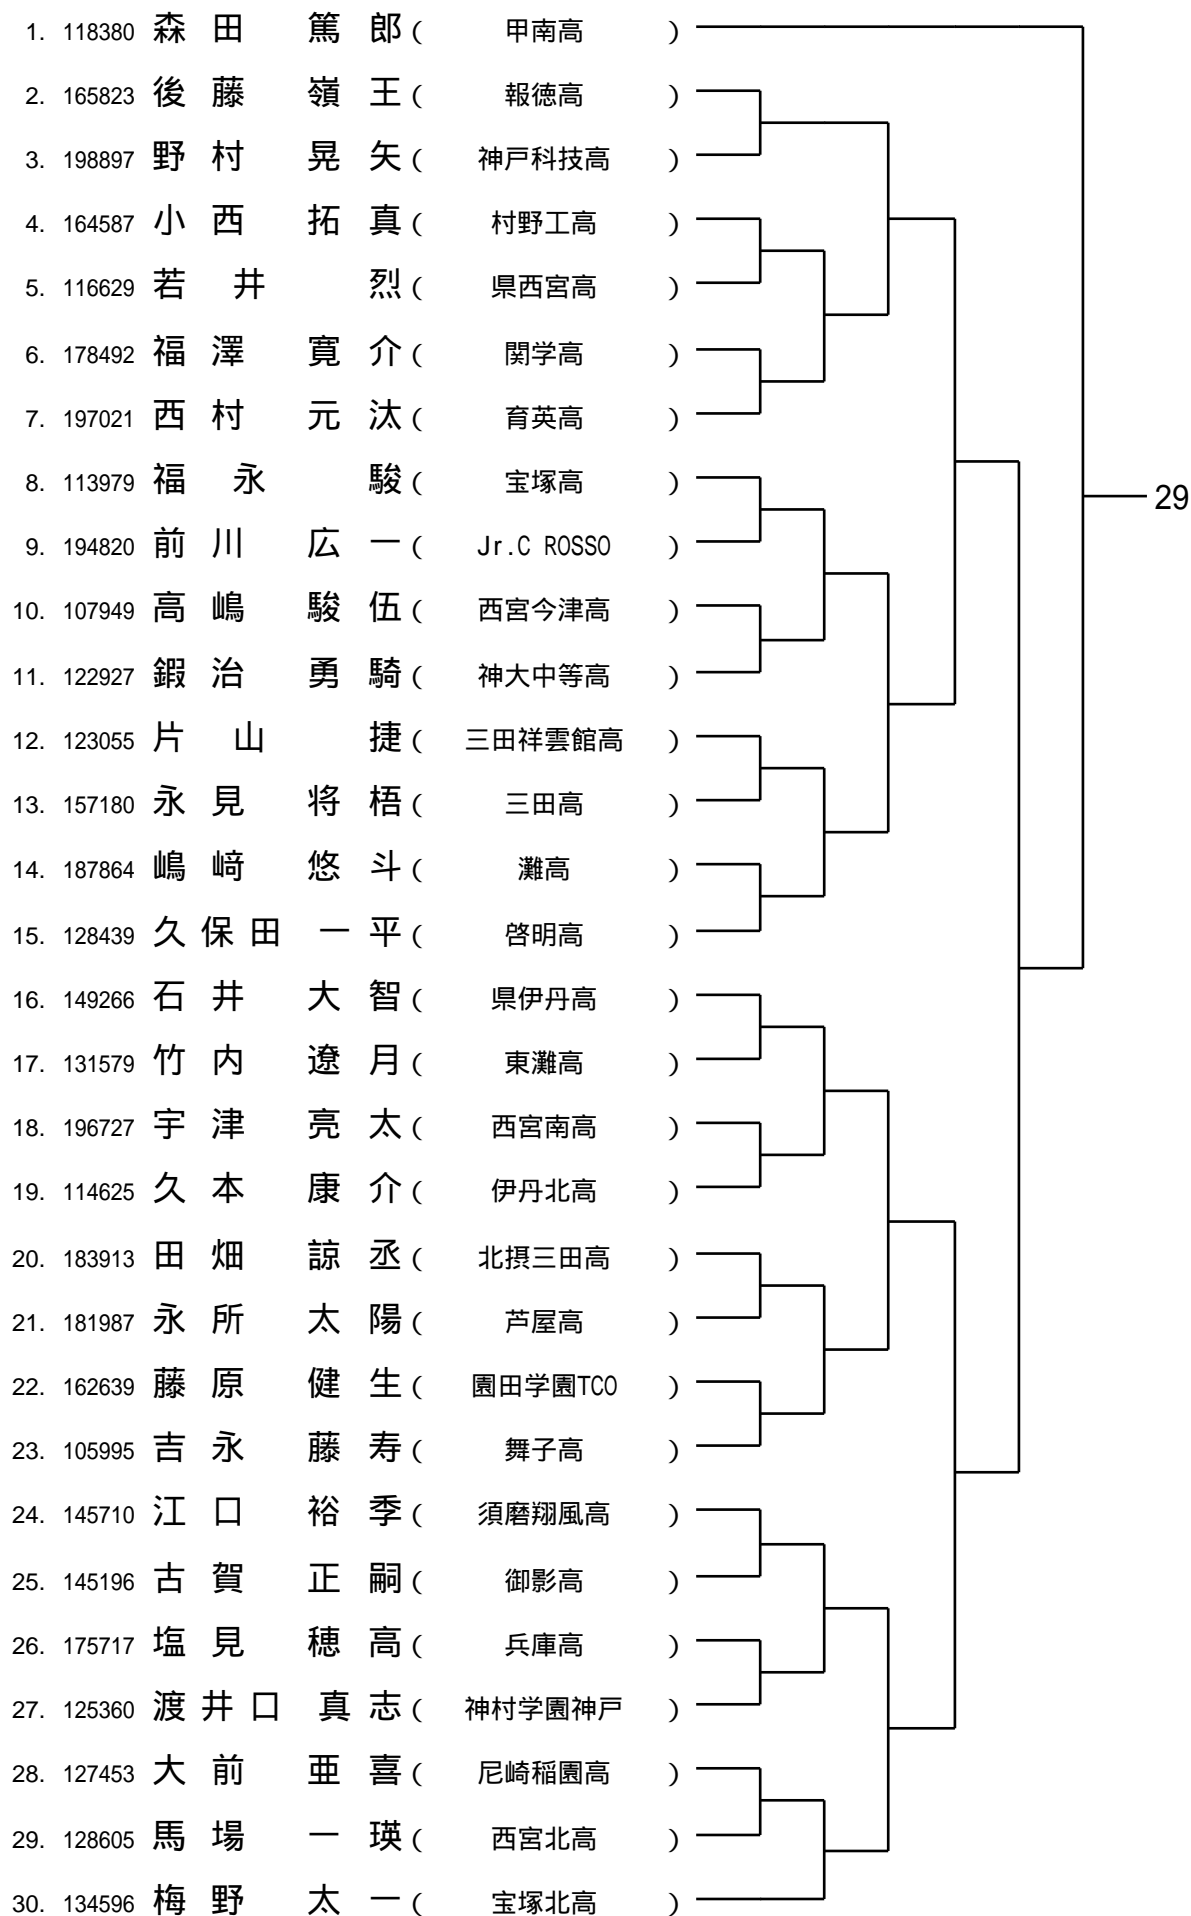 1. 118380 森田 篤郎 ( 甲南高 )
2. 165823 後藤 嶺王 ( 報徳高 )
3. 198897 野村 晃矢 ( 神戸科技高 )
4. 164587 小西 拓真 ( 村野工高 )
5. 116629 若井 烈 ( 県西宮高 )
6. 178492 福澤 寛介 ( 関学高 )
7. 197021 西村 元汰 ( 育英高 )
8. 113979 福永 駿 ( 宝塚高 )
29
9. 194820 前川 広一 ( Jr.C ROSSO )
10. 107949 高嶋 駿伍 ( 西宮今津高 )
11. 122927 鍜治 勇騎 ( 神大中等高 )
12. 123055 片山 捷 ( 三田祥雲館高 )
13. 157180 永見 将梧 ( 三田高 )
14. 187864 嶋﨑 悠斗 ( 灘高 )
15. 128439 久保田 一平 ( 啓明高 )
16. 149266 石井 大智 ( 県伊丹高 )
17. 131579 竹内 遼月 ( 東灘高 )
18. 196727 宇津 亮太 ( 西宮南高 )
19. 114625 久本 康介 ( 伊丹北高 )
20. 183913 田畑 諒丞 ( 北摂三田高 )
21. 181987 永所 太陽 ( 芦屋高 )
22. 162639 藤原 健生 ( 園田学園TCO )
23. 105995 吉永 藤寿 ( 舞子高 )
24. 145710 江口 裕季 ( 須磨翔風高 )
25. 145196 古賀 正嗣 ( 御影高 )
26. 175717 塩見 穂高 ( 兵庫高 )
27. 125360 渡井口 真志 ( 神村学園神戸 )
28. 127453 大前 亜喜 ( 尼崎稲園高 )
29. 128605 馬場 一瑛 ( 西宮北高 )
30. 134596 梅野 太一 ( 宝塚北高 )